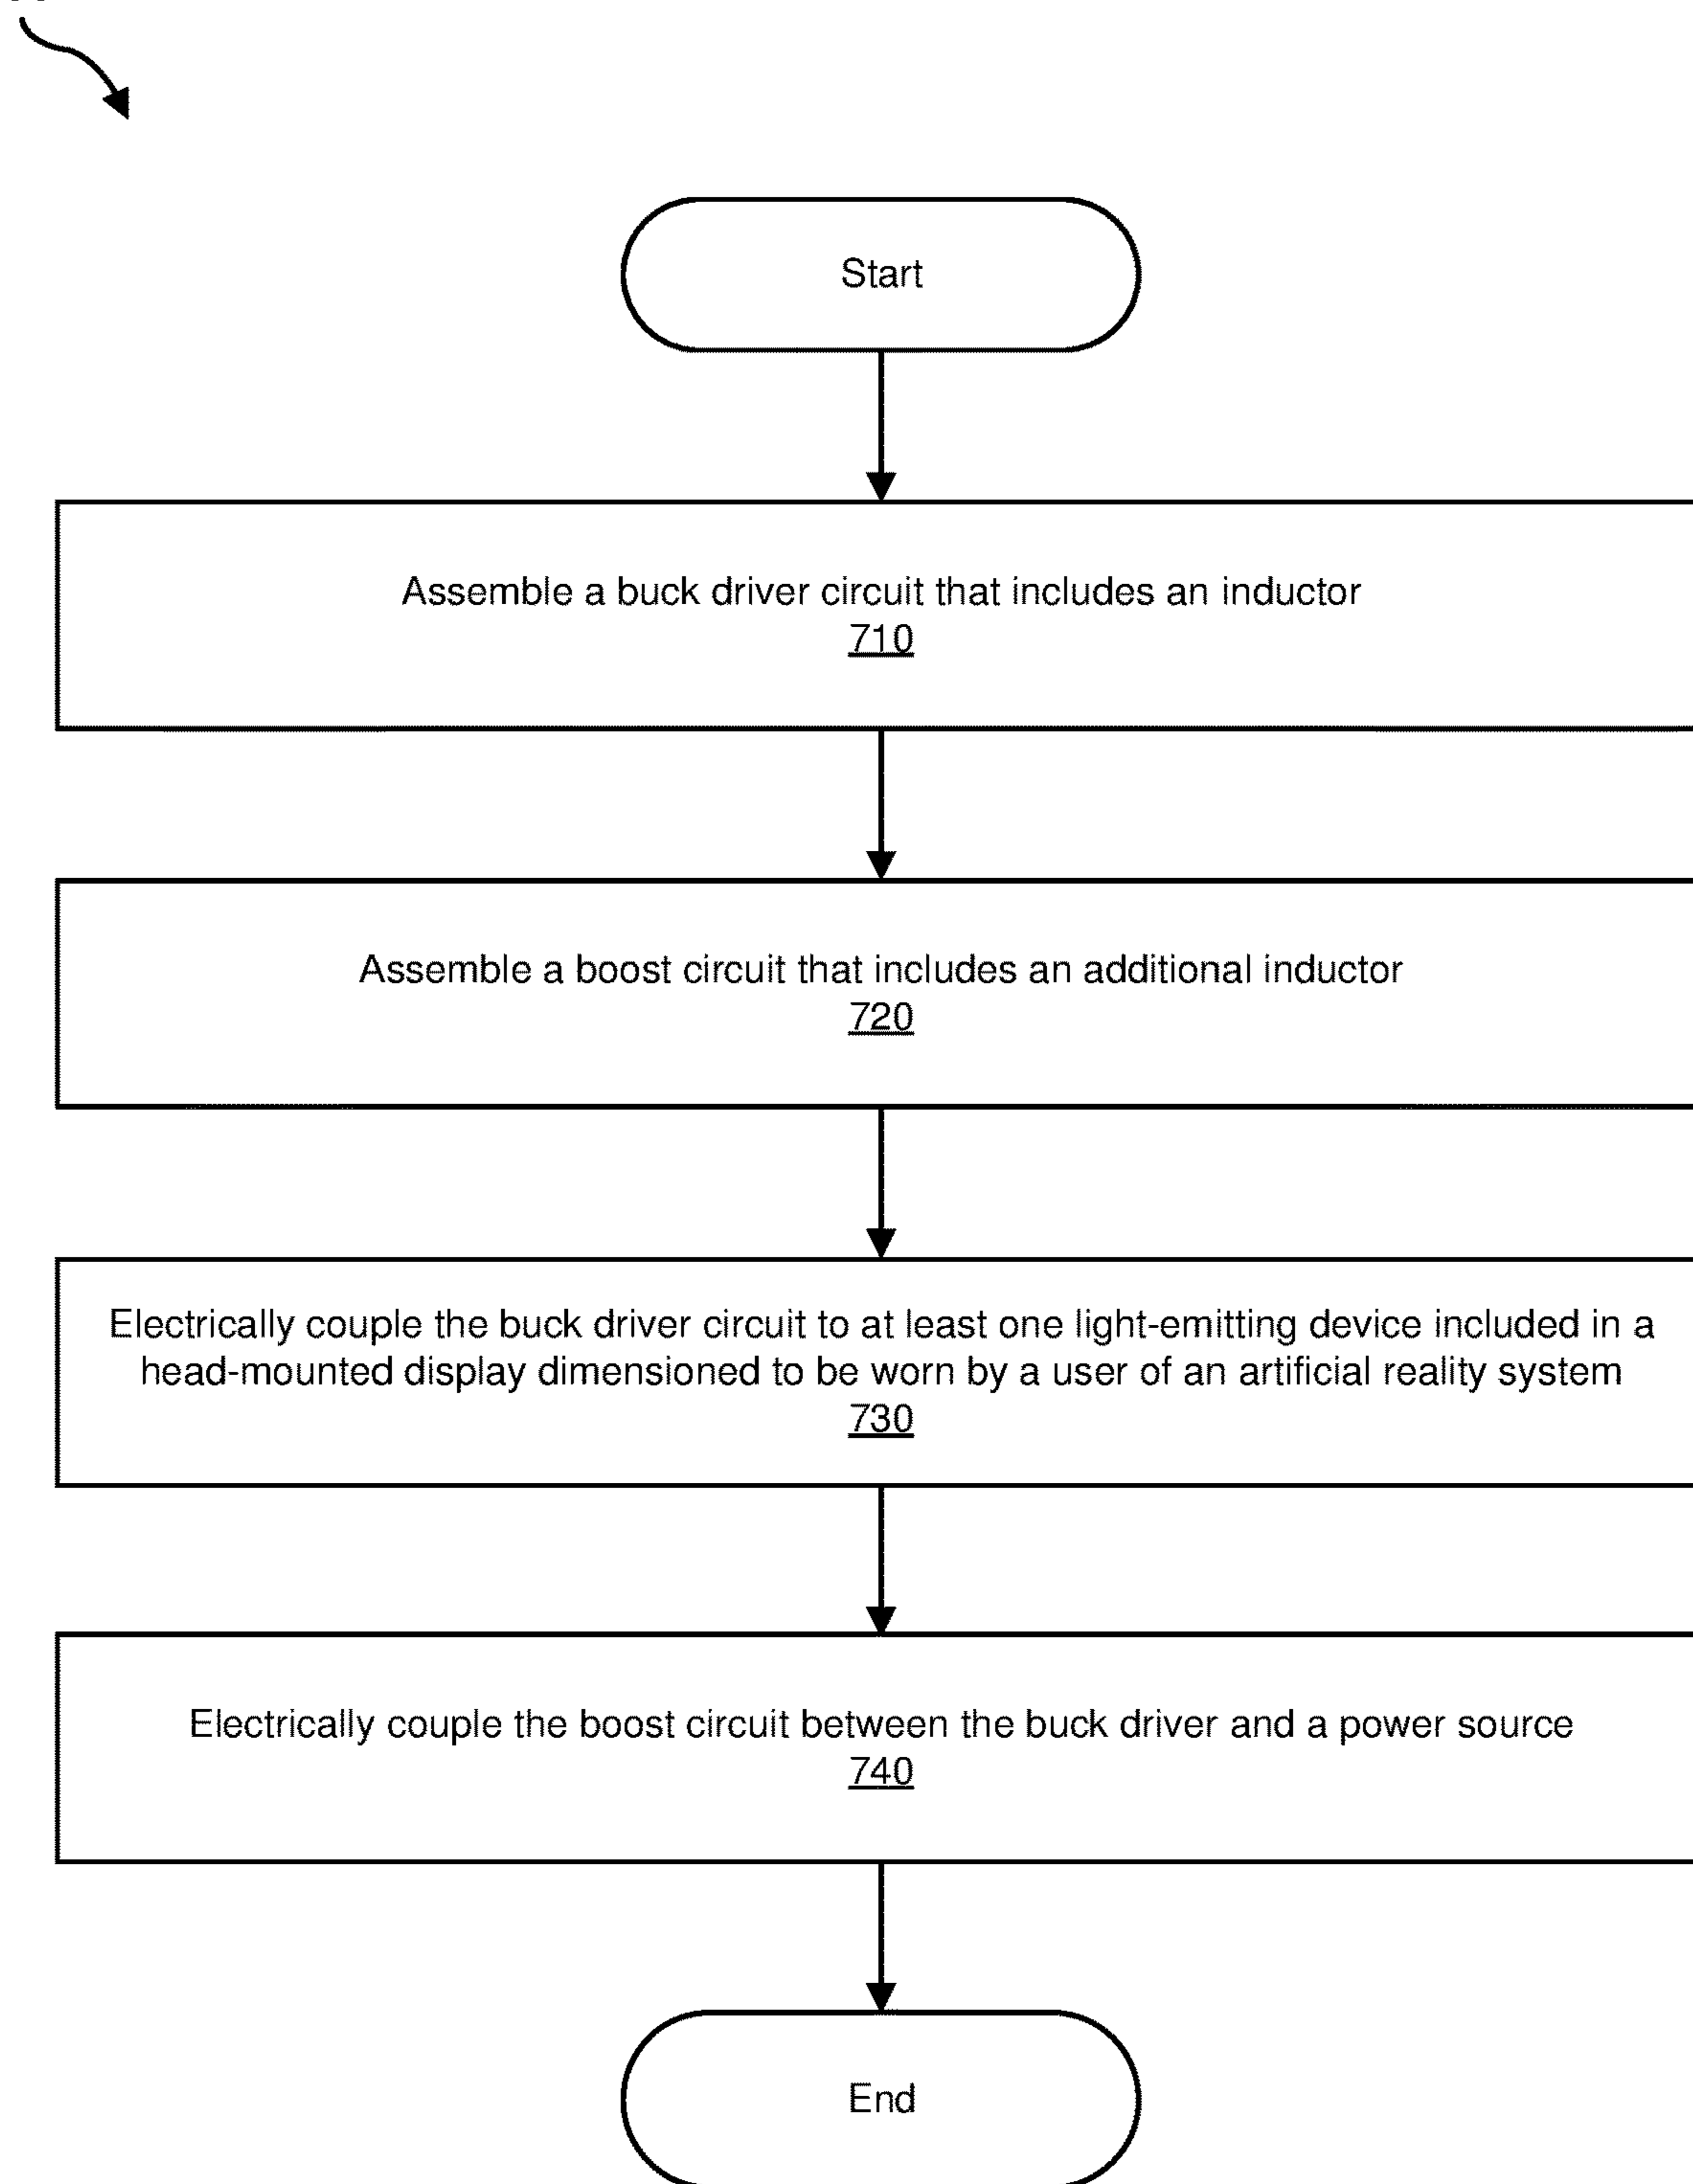 Start
Assemble a buck driver circuit that includes an inductor
710
Assemble a boost circuit that includes an additional inductor
720
Electrically couple the buck driver circuit to at least one light-emitting device included in a
head-mounted display dimensioned to be worn by a user of an artificial reality system
730
Electrically couple the boost circuit between the buck driver and a power source
740
End